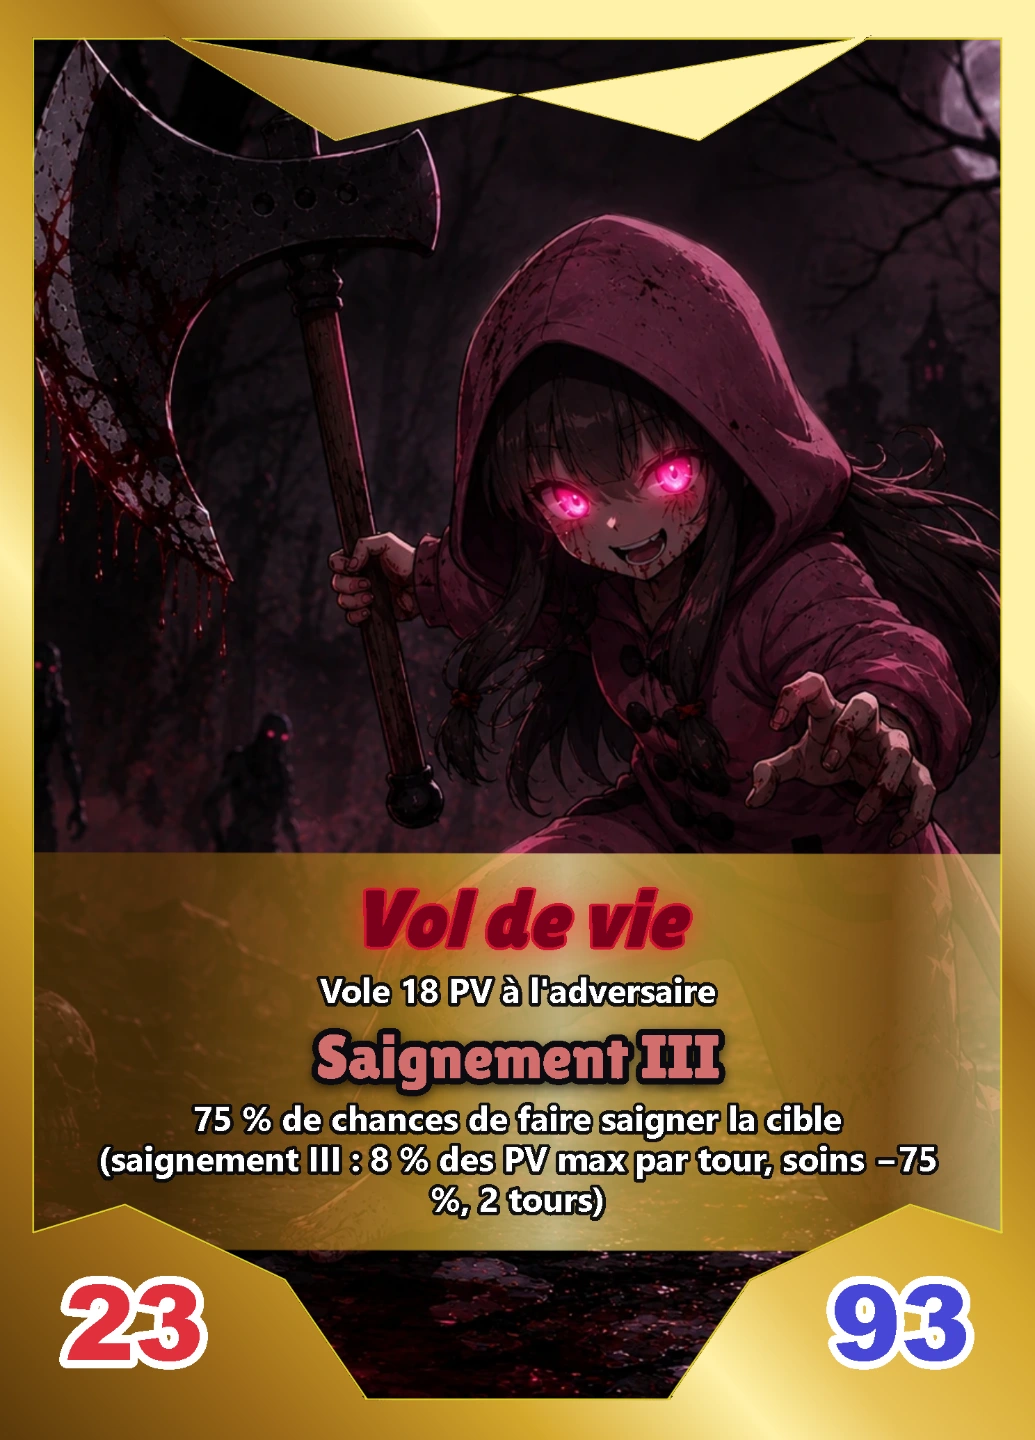 Vol de vie
Vole 18 PV à l'adversaire
Saignement III
75 % de chances de faire saigner la cible
(saignement III : 8 % des PV max par tour, soins −75
%, 2 tours)
23
93